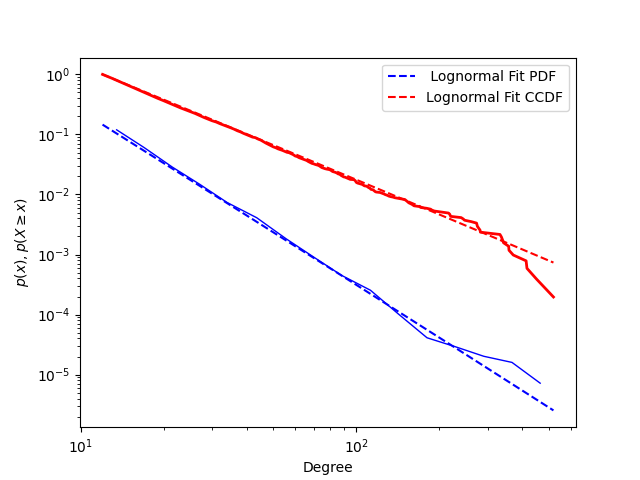 Lognormal Fit PDF
Lognormal Fit CCDF
10^0
10^-1
10^-2
10^-3
10^-4
10^-5
p(x), p(X ≥ x)
10^1
10^2
Degree